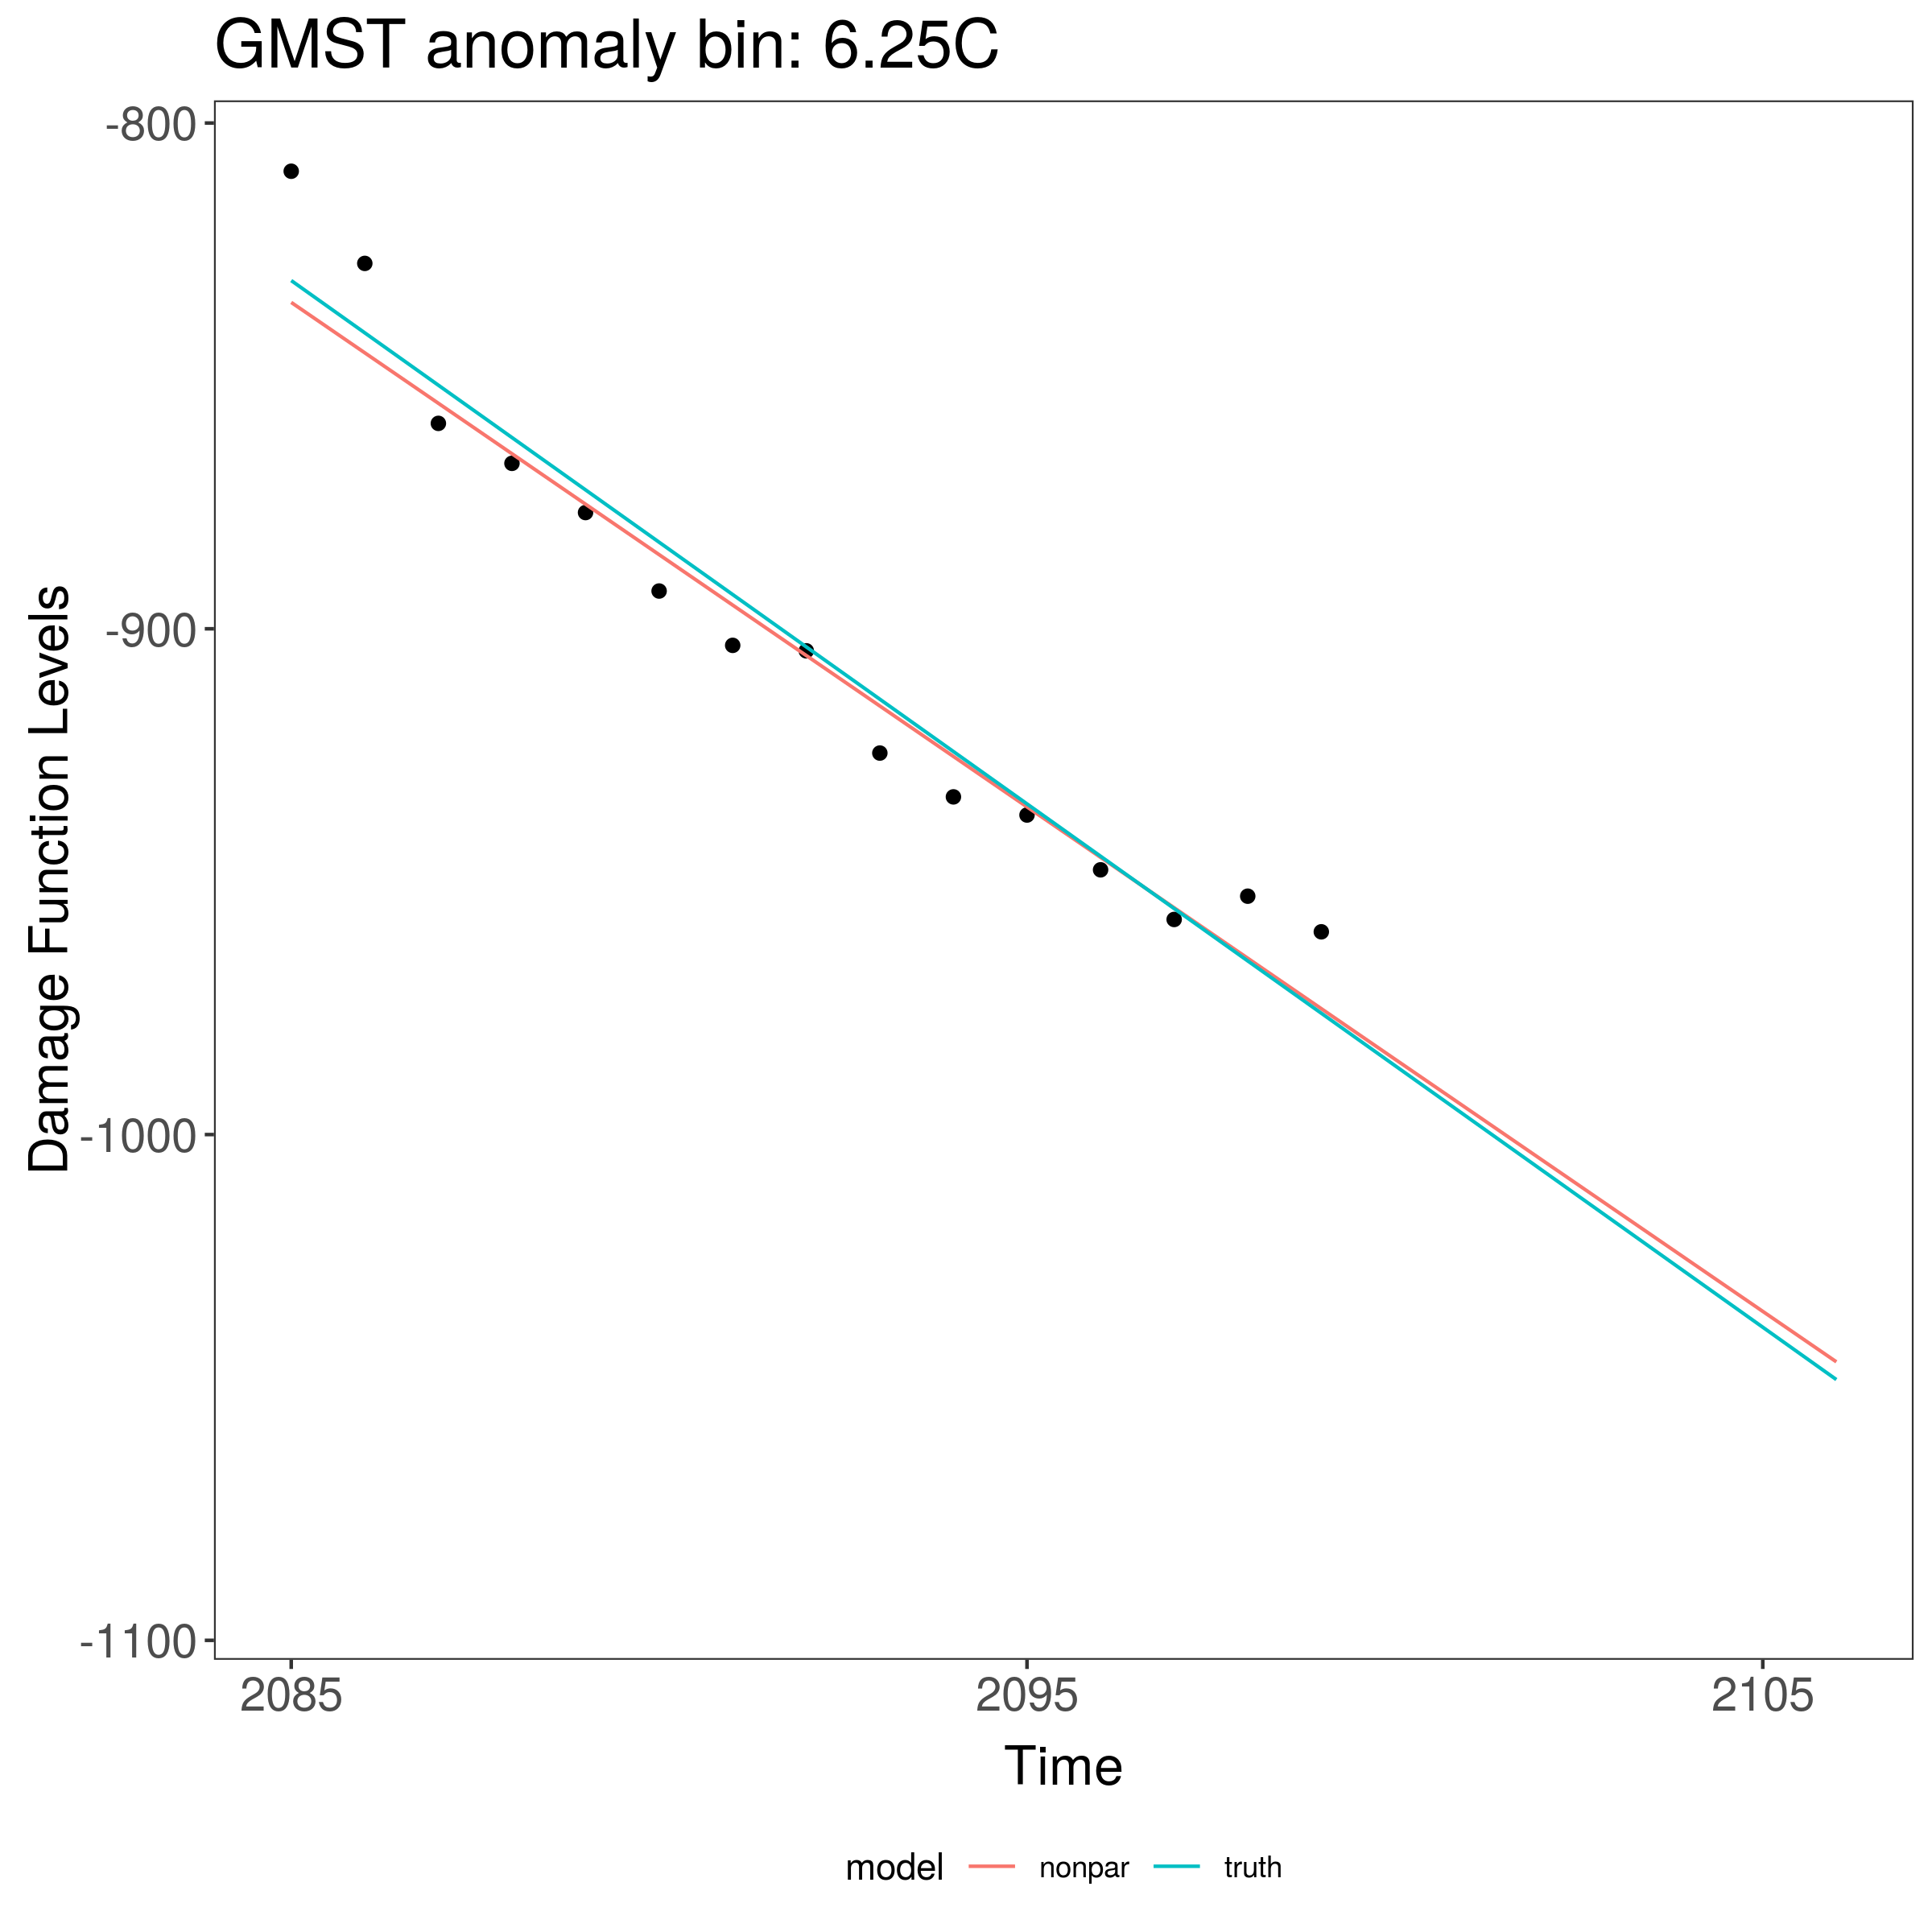 GMST anomaly bin: 6.25C
-800
-900
-1000
-1100
Damage Function Levels
2085 2095 2105
Time
model nonpar truth